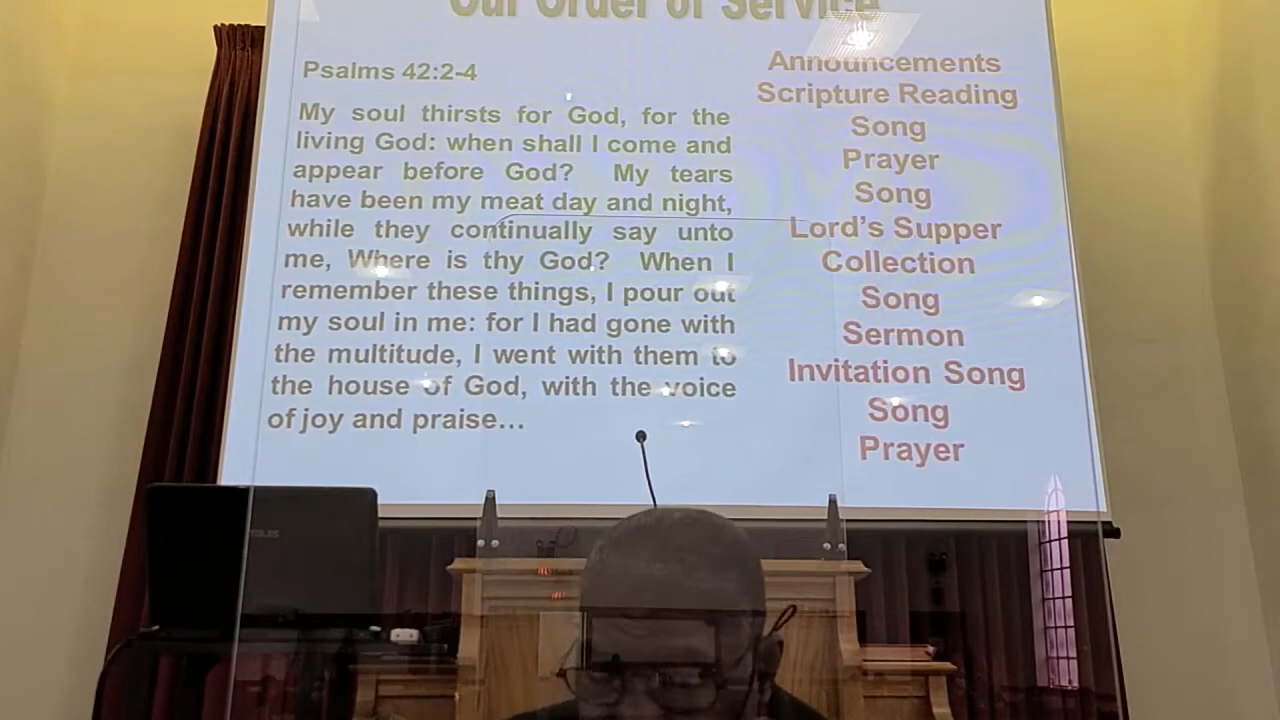 Our Order of Service
Psalms 42:2-4
My soul thirsts for God, for the
living God: when shall I come and
appear before God? My tears
have been my meat day and night,
while they continually say unto
me, Where is thy God? When I
remember these things, I pour out
my soul in me: for I had gone with
the multitude, I went with them to
the house of God, with the voice
of joy and praise...
Announcements
Scripture Reading
Song
Prayer
Song
Lord's Supper
Collection
Song
Sermon
Invitation Song
Song
Prayer